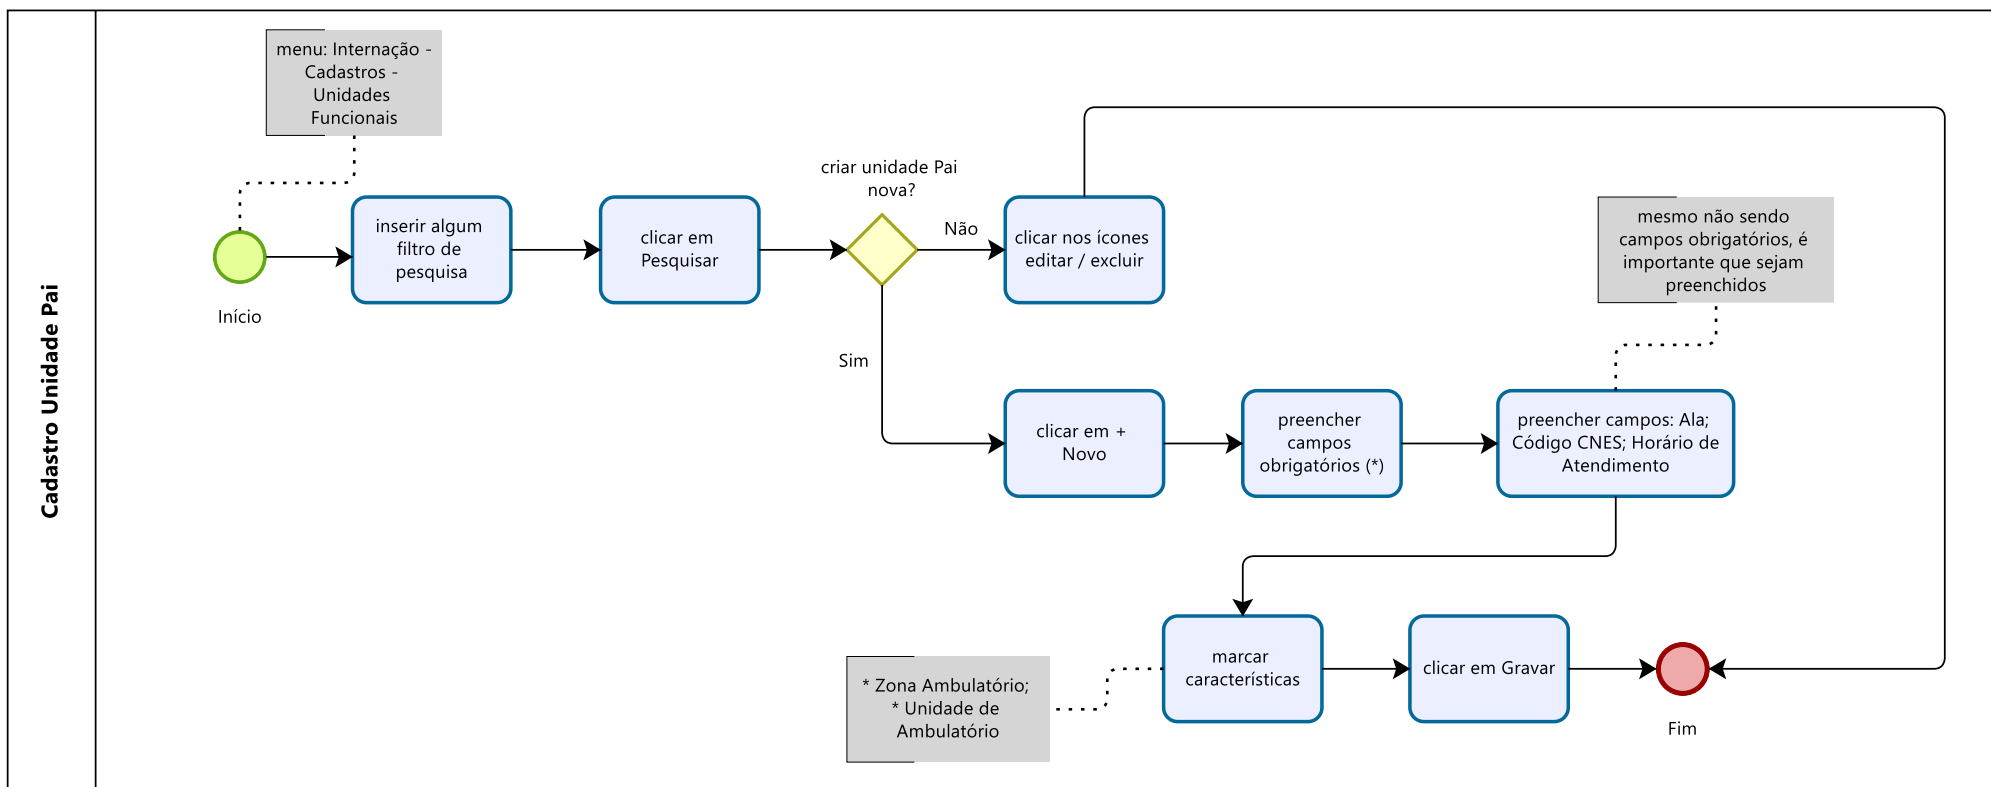 Cadastro Unidade Pai
menu: Internação -
Cadastros -
Unidades
Funcionais
Início
inserir algum
filtro de
pesquisa
clicar em
Pesquisar
criar unidade Pai
nova?
Não
Sim
clicar nos ícones
editar / excluir
mesmo não sendo
campos obrigatórios, é
importante que sejam
preenchidos
clicar em +
Novo
preencher
campos
obrigatórios (*)
preencher campos: Ala;
Código CNES; Horário de
Atendimento
* Zona Ambulatório;
* Unidade de
Ambulatório
marcar
características
clicar em Gravar
Fim